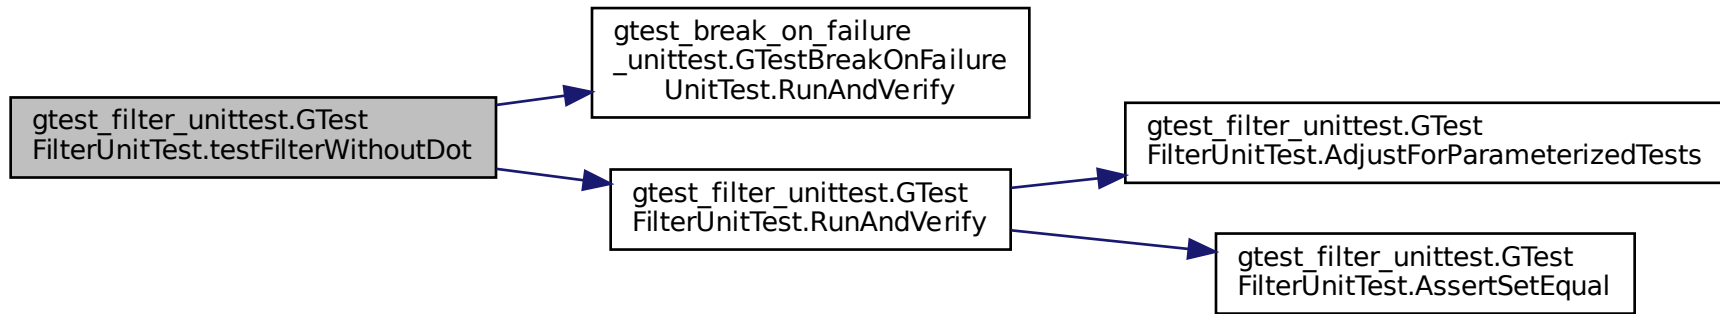 gtest_filter_unittest.GTest
FilterUnitTest.testFilterWithoutDot
gtest_break_on_failure
_unittest.GTestBreakOnFailure
UnitTest.RunAndVerify
gtest_filter_unittest.GTest
FilterUnitTest.RunAndVerify
gtest_filter_unittest.GTest
FilterUnitTest.AdjustForParameterizedTests
gtest_filter_unittest.GTest
FilterUnitTest.AssertSetEqual